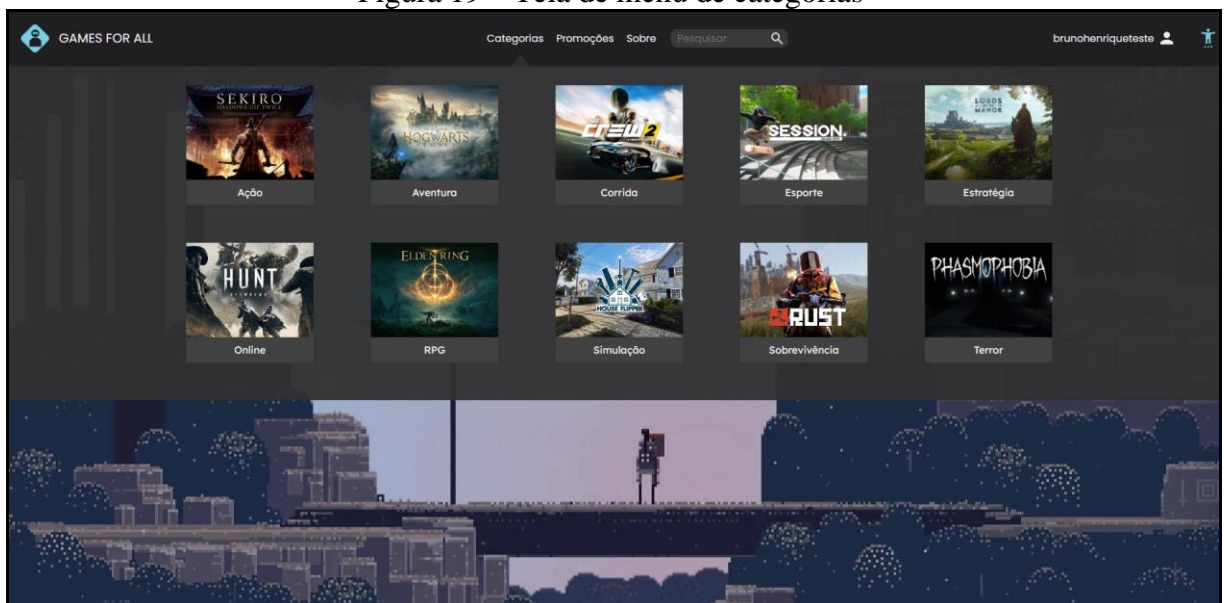 Figura 19 – Tela de menu de categorias
GAMES FOR ALL
Categorias Promoções Sobre Pesquisar
brunohenriqueteste
SEKIRO
SHADOWS DIE TWICE
HOGWARTS
CREW 2
SESSION.
LORDS
MANOR
Ação
Aventura
Corrida
Esporte
Estratégia
HUNT
ELDEN RING
HOUSE FLIPPER
RUST
PHASMOPHOBIA
Online
RPG
Simulação
Sobrevivência
Terror